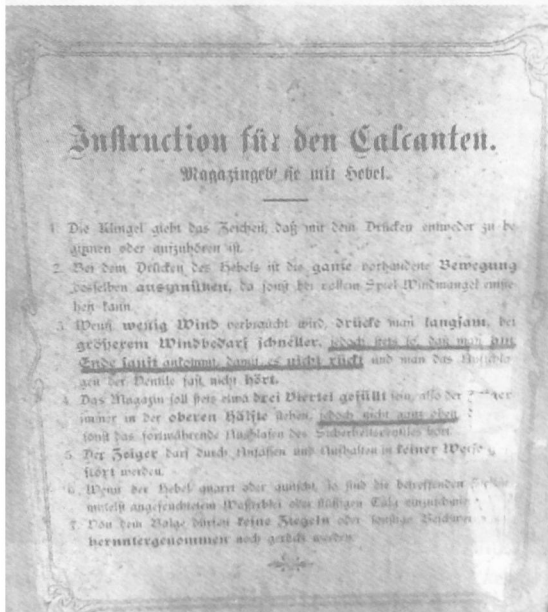 Instruction für den Calcanten.
Magazingebläse mit Hebel.
1. Die Klingel giebt das Zeichen, daß mit dem Drücken entweder zu be
ginnen oder aufzuhören ist.
2. Bei dem Drücken des Hebels ist die ganze vorhandene Bewegung
desselben auszunützen, da sonst bei vollem Spiel Windmangel entste
hen kann.
3. Wenn wenig Wind verbraucht wird, drücke man langsam, bei
größerem Windbedarf schneller, jedoch stets so, daß man am
Ende sanft ankommt, damit es nicht rückt und man das Aufschla
gen der Ventile fast nicht hört.
4. Das Magazin soll stets etwa drei Viertel gefüllt sein, also der Zeiger
immer in der oberen Hälfte stehen, jedoch nicht ganz oben,
sonst das fortwährende Ausblasen des Sicherheitsventiles hört.
5. Der Zeiger darf durch Anfassen und Aufhalten in keiner Weise
stört werden.
6. Wenn der Hebel quarrt oder quitscht, so sind die betreffenden
mittelst angefeuchtetem Wasserblei oder flüssigem Talg
7. Von dem Balge dürfen keine Ziegeln oder sonstige
heruntergenommen noch gerückt werden.